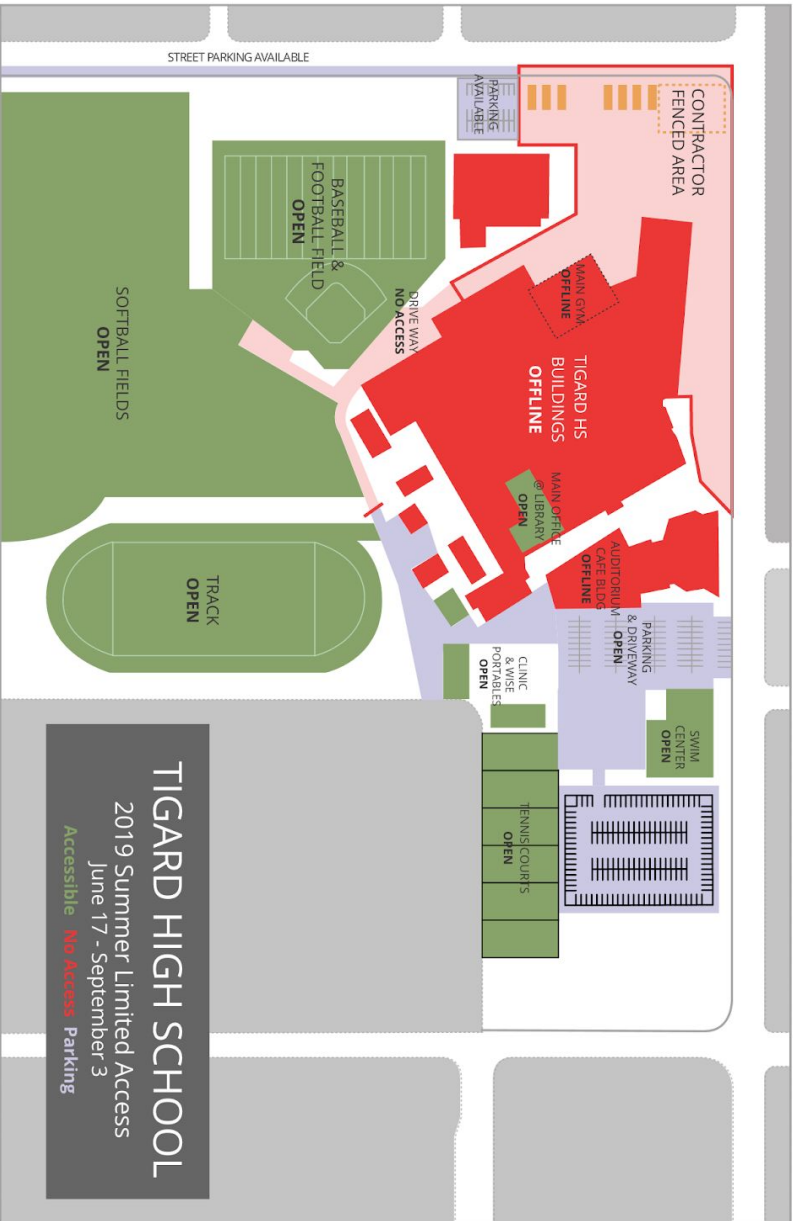 STREET PARKING AVAILABLE
PARKING
AVAILABLE
CONTRACTOR
FENCED AREA
BASEBALL &
FOOTBALL FIELD
OPEN
MAIN GYM
OFFLINE
DRIVE WAY
NO ACCESS
SOFTBALL FIELDS
OPEN
TIGARD HS
BUILDINGS
OFFLINE
MAIN OFFICE
@ LIBRARY
OPEN
AUDITORIUM
CAFE BLDG
OFFLINE
TRACK
OPEN
PARKING
& DRIVEWAY
OPEN
CLINIC
& WISE
PORTABLES
OPEN
SWIM
CENTER
OPEN
TENNIS COURTS
OPEN
TIGARD HIGH SCHOOL
2019 Summer Limited Access
June 17 - September 3
Accessible No Access Parking